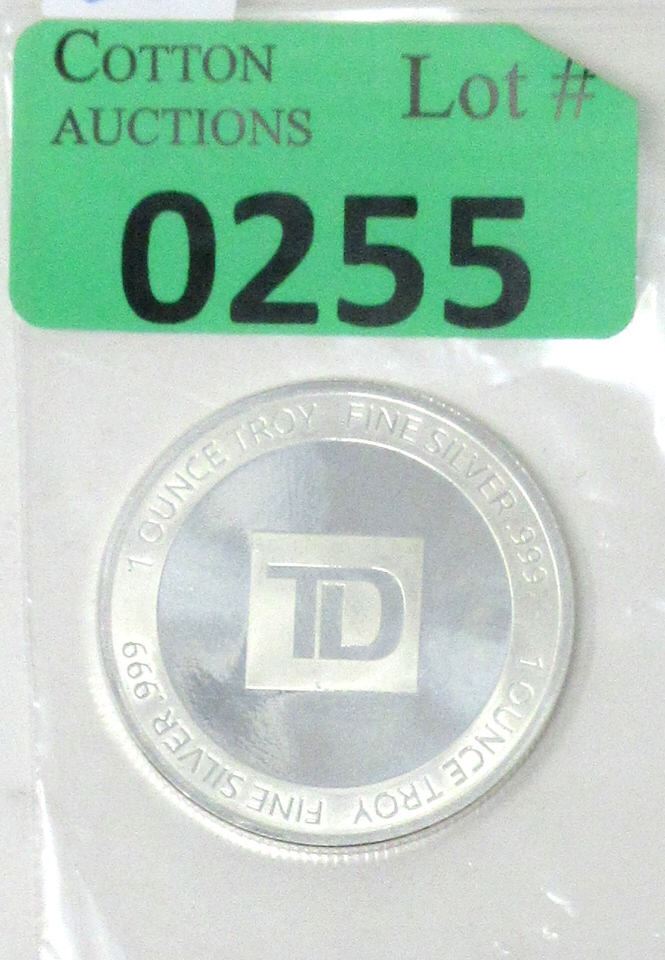 COTTON
AUCTIONS
Lot #
0255
1 OUNCE TROY FINE SILVER .999
1 OUNCE TROY FINE SILVER .999
TD